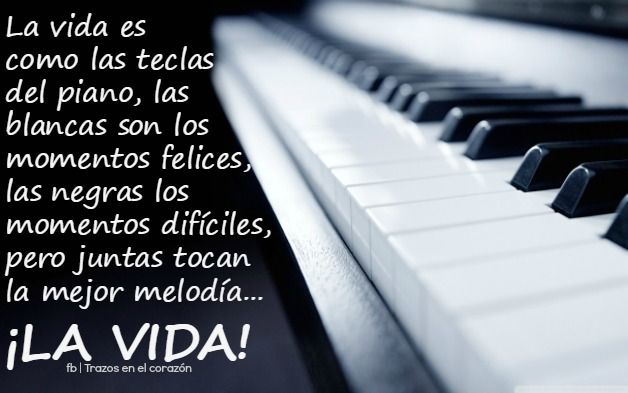 La vida es
como las teclas
del piano, las
blancas son los
momentos felices,
las negras los
momentos difíciles,
pero juntas tocan
la mejor melodía...
¡LA VIDA!
fb | Trazos en el corazón